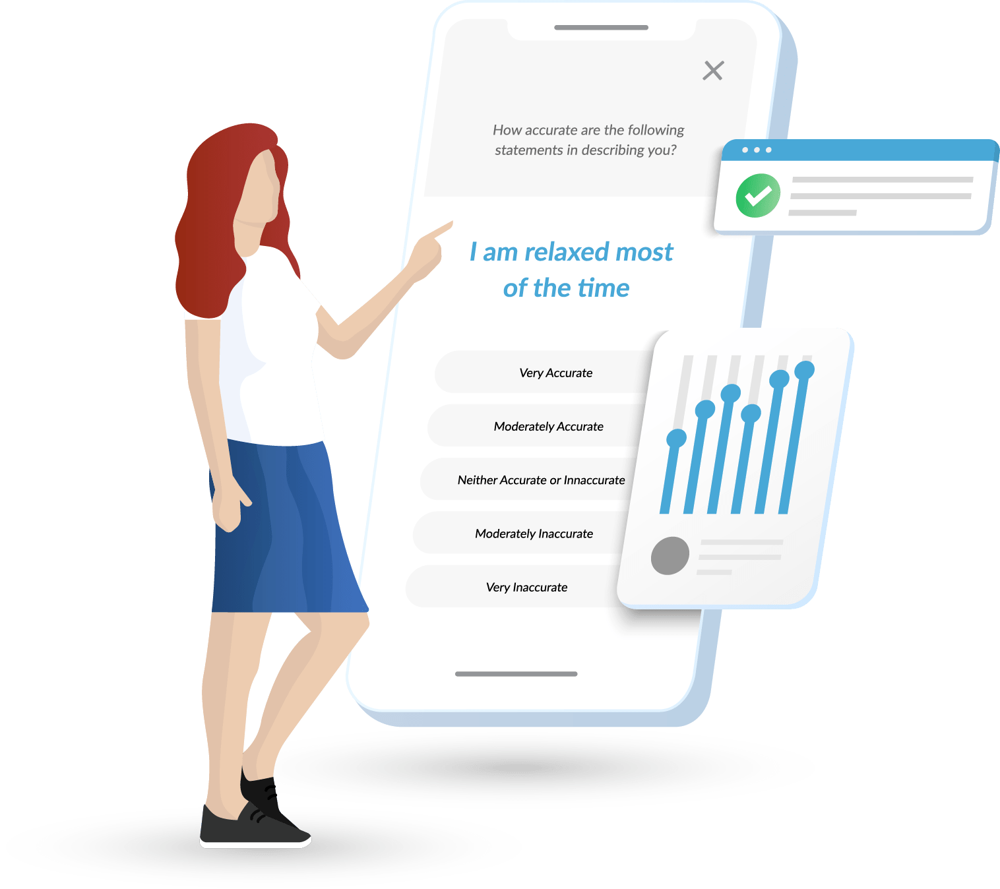 How accurate are the following
statements in describing you?
I am relaxed most
of the time
Very Accurate
Moderately Accurate
Neither Accurate or Innaccurate
Moderately Inaccurate
Very Inaccurate